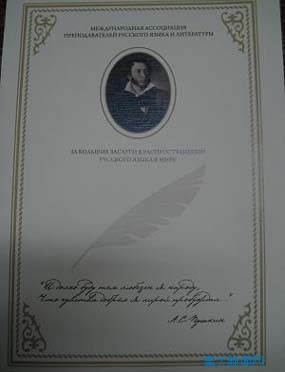 МЕЖДУНАРОДНАЯ АССОЦИАЦИЯ
ПРЕПОДАВАТЕЛЕЙ РУССКОГО ЯЗЫКА И ЛИТЕРАТУРЫ
ЗА БОЛЬШИЕ ЗАСЛУГИ В РАСПРОСТРАНЕНИИ
РУССКОГО ЯЗЫКА В МИРЕ
"И долго буду тем любезен я народу,
Что чувства добрые я лирой пробуждал..."
А.С. Пушкин